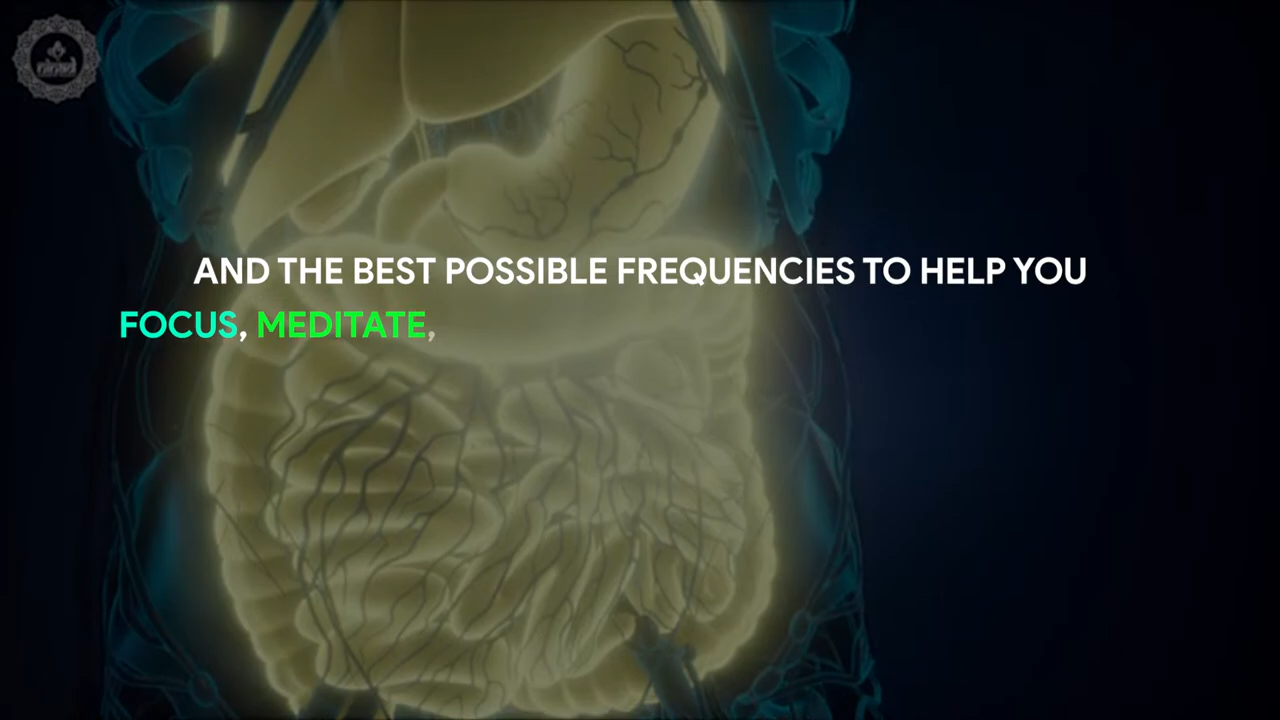 AND THE BEST POSSIBLE FREQUENCIES TO HELP YOU
FOCUS, MEDITATE,